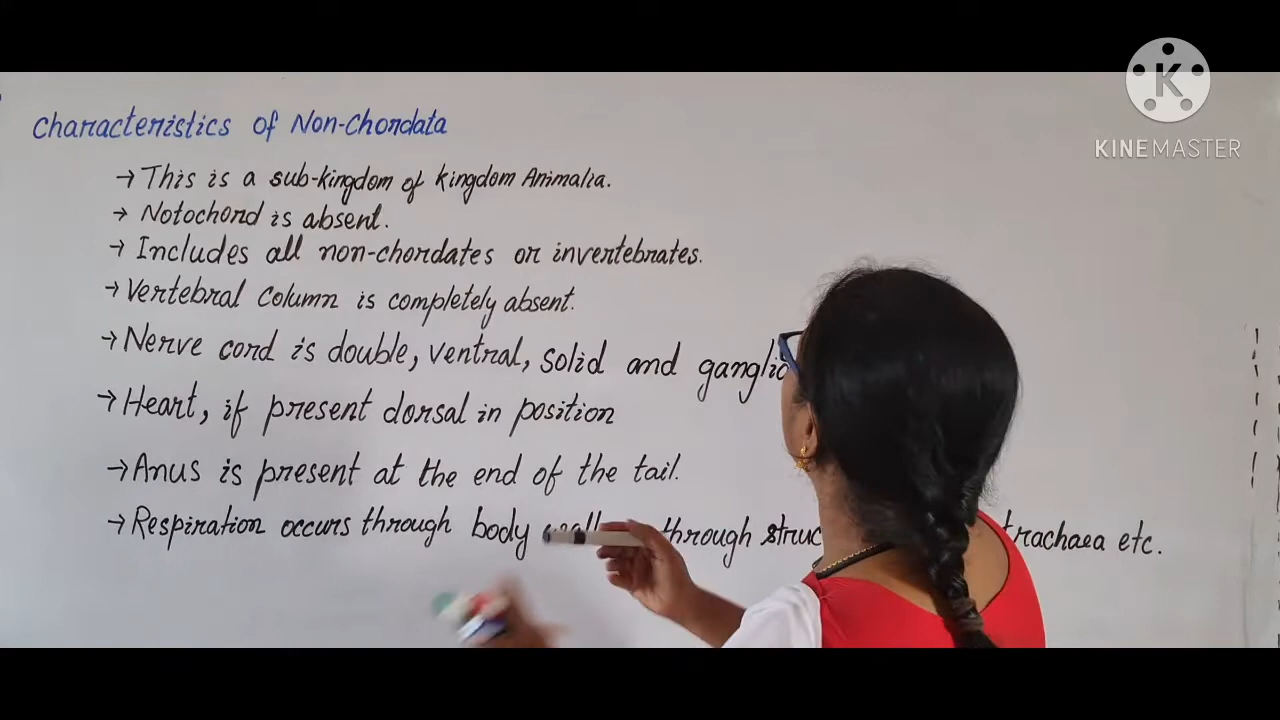 Characteristics of Non-Chordata
→ This is a sub-kingdom of kingdom Animalia.
→ Notochord is absent.
→ Includes all non-chordates or invertebrates.
→ Vertebral column is completely absent.
→ Nerve cord is double, ventral, solid and
→ Heart, if present dorsal in position
→ Anus is present at the end of the tail.
→ Respiration occurs through body through trachaea etc.
K
KINEMASTER